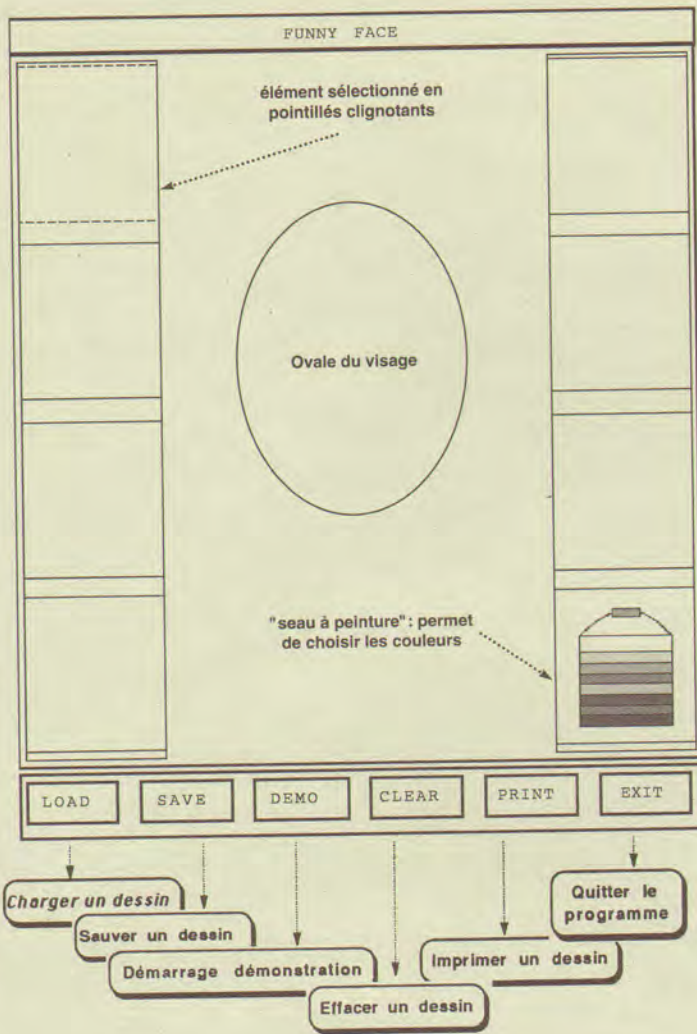 FUNNY FACE
élément sélectionné en
pointillés clignotants
Ovale du visage
"seau à peinture" : permet
de choisir les couleurs
LOAD
SAVE
DEMO
CLEAR
PRINT
EXIT
Charger un dessin
Sauver un dessin
Démarrage démonstration
Effacer un dessin
Imprimer un dessin
Quitter le
programme